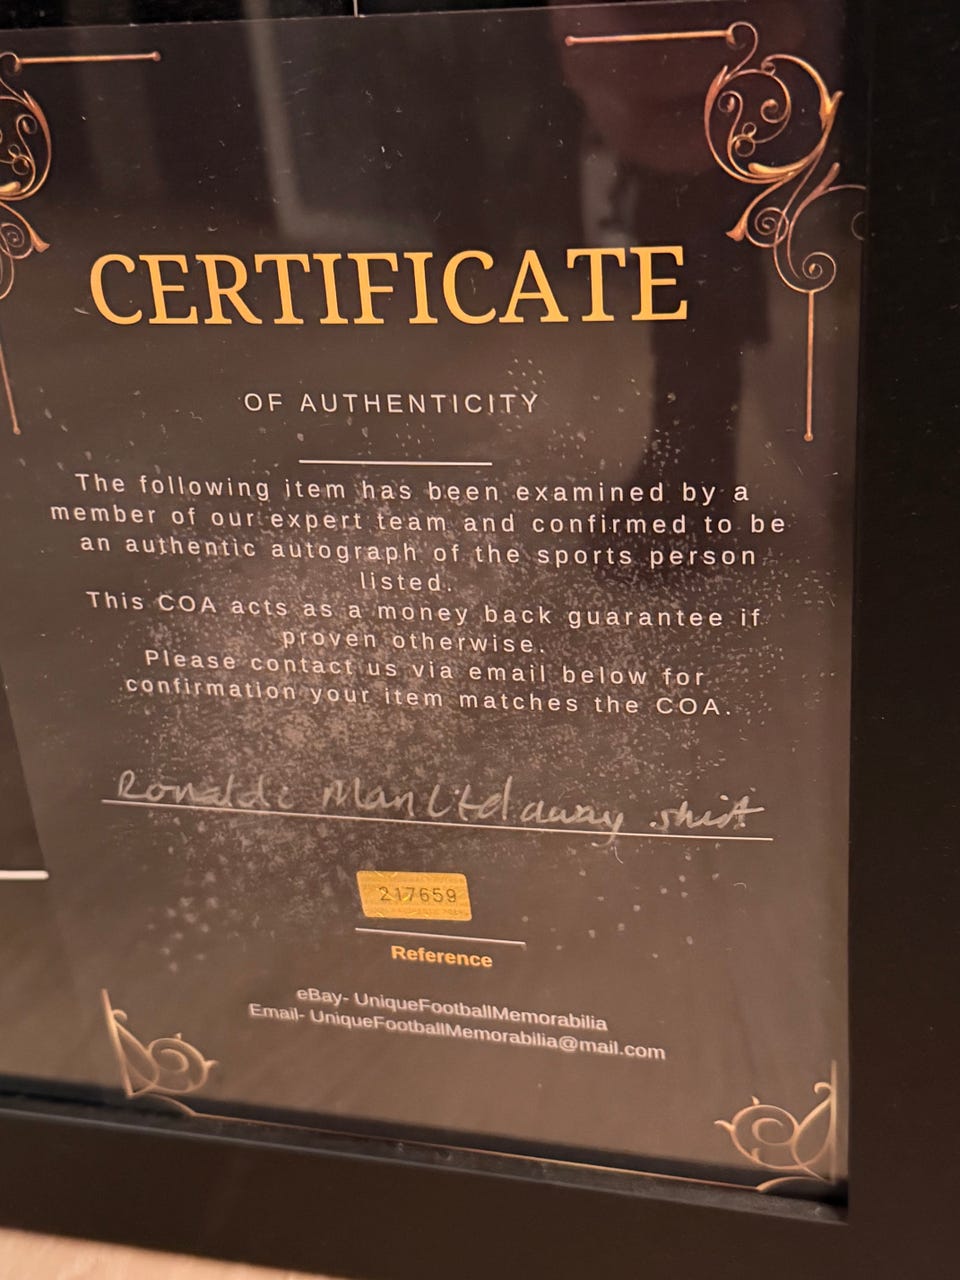 CERTIFICATE
OF AUTHENTICITY
The following item has been examined by a
member of our expert team and confirmed to be
an authentic autograph of the sports person
listed.
This COA acts as a money back guarantee if
proven otherwise.
Please contact us via email below for
confirmation your item matches the COA.
Ronaldo Man Utd away shirt
217659
Reference
eBay- UniqueFootballMemorabilia
Email- UniqueFootballMemorabilia@mail.com